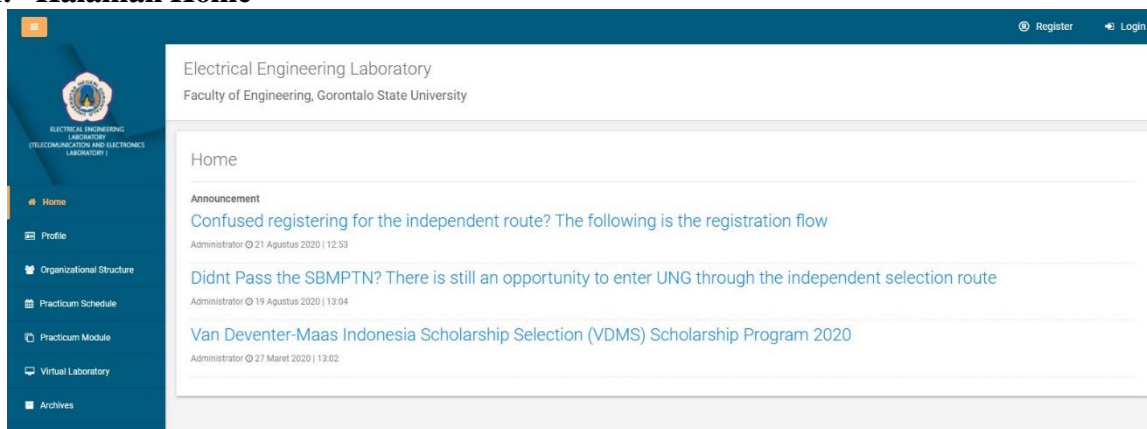 Halaman Home
Register
Login
ELECTRICAL ENGINEERING
LABORATORY
(TELECOMUNICATION AND ELECTRONICS
LABORATORY )
Home
Profile
Organizational Structure
Practicum Schedule
Practicum Module
Virtual Laboratory
Archives
Electrical Engineering Laboratory
Faculty of Engineering, Gorontalo State University
Home
Announcement
Confused registering for the independent route? The following is the registration flow
Administrator 21 Agustus 2020 | 12:53
Didnt Pass the SBMPTN? There is still an opportunity to enter UNG through the independent selection route
Administrator 19 Agustus 2020 | 13:04
Van Deventer-Maas Indonesia Scholarship Selection (VDMS) Scholarship Program 2020
Administrator 27 Maret 2020 | 13:02